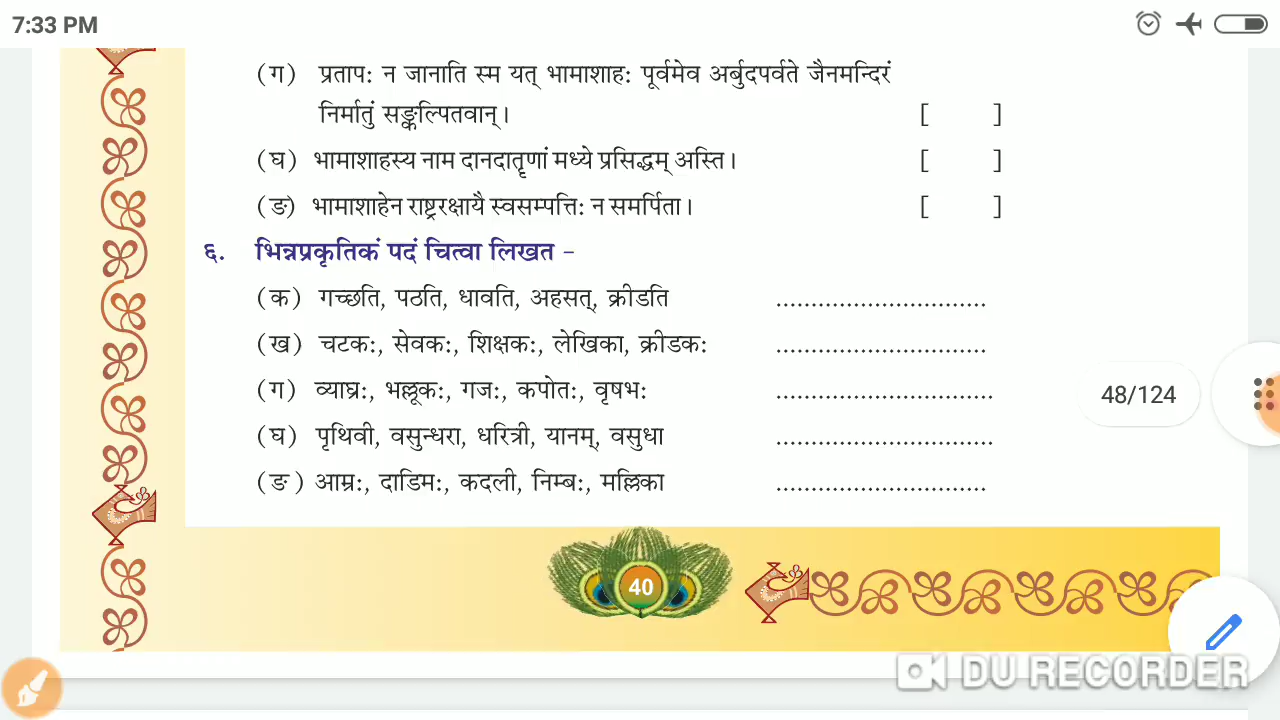 7:33 PM
(ग) प्रतापः न जानाति स्म यत् भामाशाहः पूर्वमेव अर्बुदपर्वते जैनमन्दिरं
निर्मातुं सङ्कल्पितवान्। [ ]
(घ) भामाशाहस्य नाम दानदातॄणां मध्ये प्रसिद्धम् अस्ति। [ ]
(ङ) भामाशाहेन राष्ट्ररक्षायै स्वसम्पत्तिः न समर्पिता। [ ]
६. भिन्नप्रकृतिकं पदं चित्वा लिखत –
(क) गच्छति, पठति, धावति, अहसत्, क्रीडति ..............................
(ख) चटकः, सेवकः, शिक्षकः, लेखिका, क्रीडकः ..............................
(ग) व्याघ्रः, भल्लूकः, गजः, कपोतः, वृषभः ...............................
48/124
(घ) पृथिवी, वसुन्धरा, धरित्री, यानम्, वसुधा ...............................
(ङ) आम्रः, दाडिमः, कदली, निम्बः, मल्लिका ..............................
40
DU RECORDER